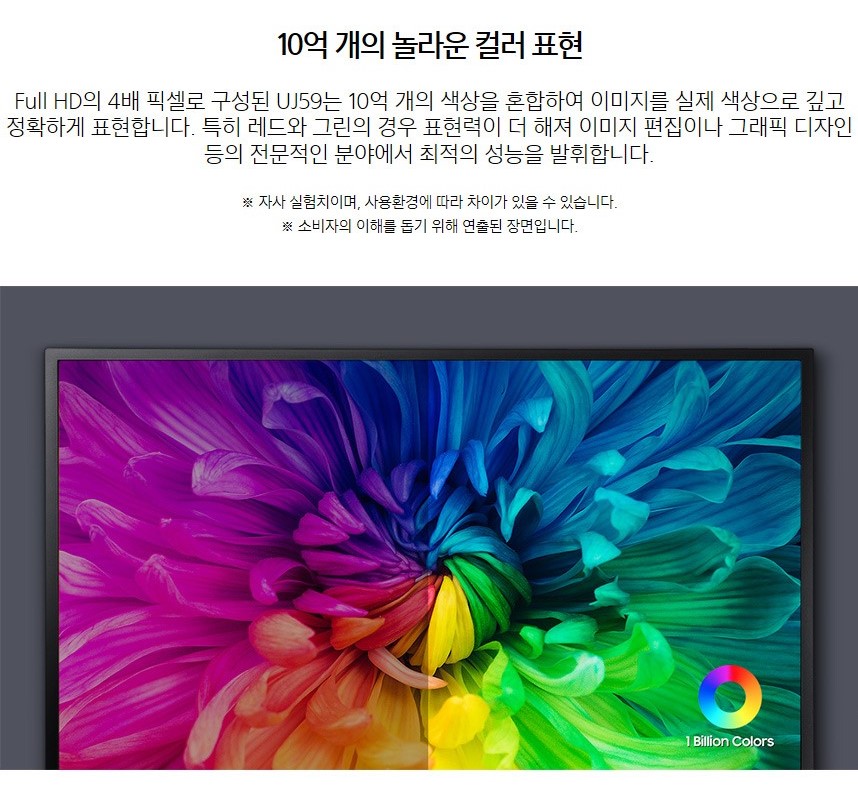 10억 개의 놀라운 컬러 표현
Full HD의 4배 픽셀로 구성된 UJ59는 10억 개의 색상을 혼합하여 이미지를 실제 색상으로 깊고
정확하게 표현합니다. 특히 레드와 그린의 경우 표현력이 더 해져 이미지 편집이나 그래픽 디자인
등의 전문적인 분야에서 최적의 성능을 발휘합니다.
※ 자사 실험치이며, 사용환경에 따라 차이가 있을 수 있습니다.
※ 소비자의 이해를 돕기 위해 연출된 장면입니다.
1 Billion Colors